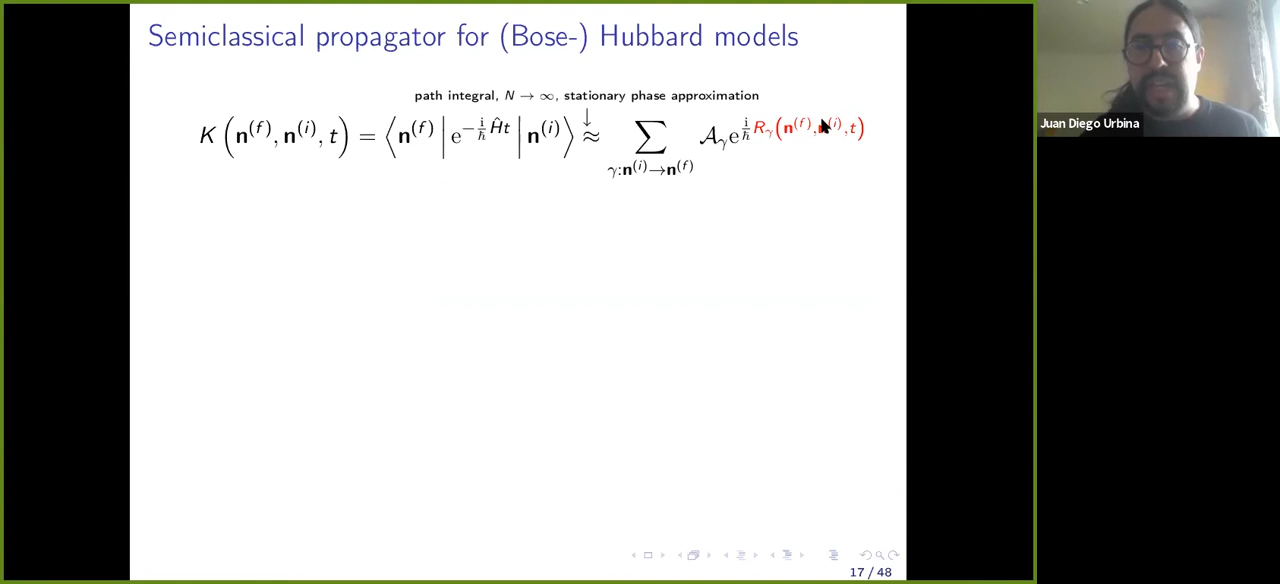 Semiclassical propagator for (Bose-) Hubbard models
path integral, N → ∞, stationary phase approximation
K (n^(f), n^(i), t) = ⟨n^(f) | e^{-i/ħ Ĥt} | n^(i)⟩ ≈ ∑_{γ:n^(i)→n^(f)} 𝒜_γ e^{i/ħ R_γ(n^(f),n^(i),t)}
Juan Diego Urbina
17 / 48